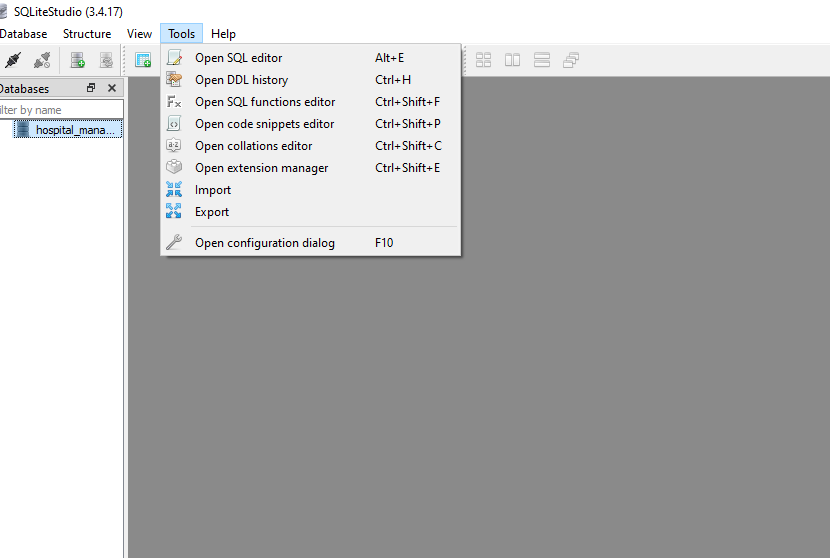 SQLiteStudio (3.4.17)
Database Structure View Tools Help
Open SQL editor Alt+E
Open DDL history Ctrl+H
Open SQL functions editor Ctrl+Shift+F
Open code snippets editor Ctrl+Shift+P
Open collations editor Ctrl+Shift+C
Open extension manager Ctrl+Shift+E
Import
Export
Open configuration dialog F10
Databases
ilter by name
hospital_mana...